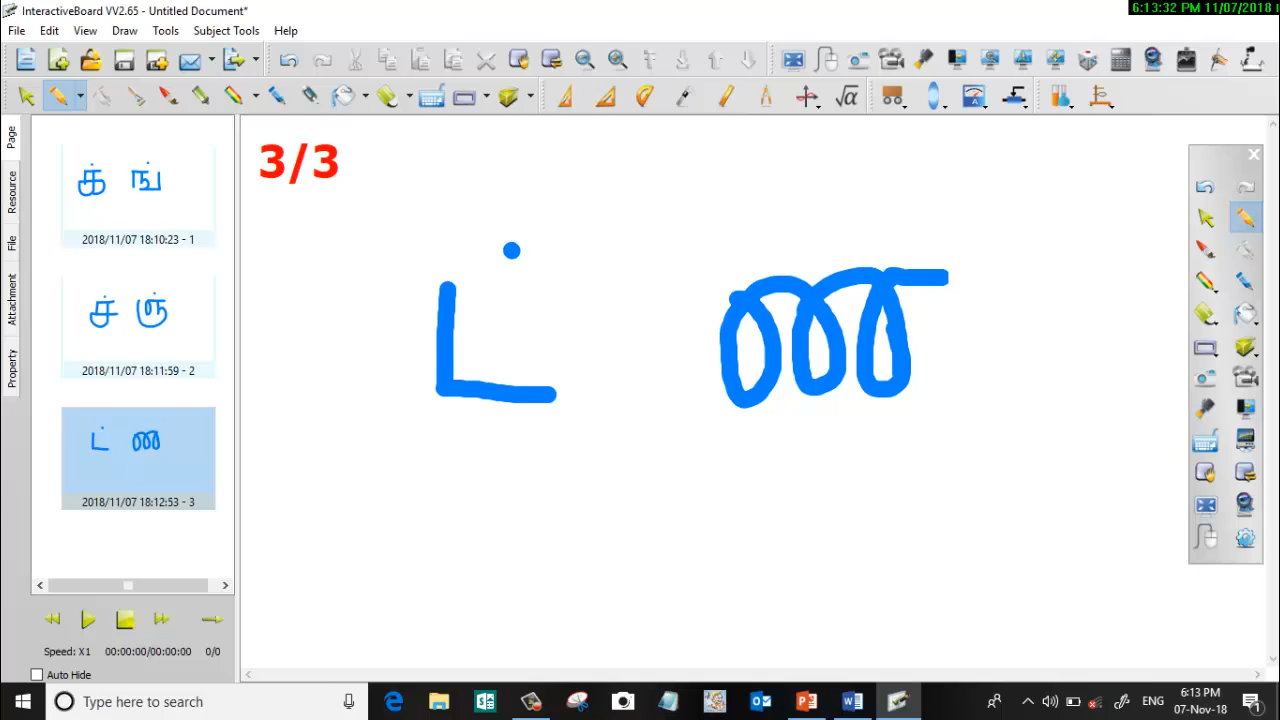 InteractiveBoard VV2.65 - Untitled Document*
6:13:32 PM 11/07/2018
File Edit View Draw Tools Subject Tools Help
Page
Resource
File
Attachment
Property
க் ங்
2018/11/07 18:10:23 - 1
ச் ஞ்
2018/11/07 18:11:59 - 2
ட் ண
2018/11/07 18:12:53 - 3
3/3
ட் ண
Speed: X1 00:00:00/00:00:00 0/0
Auto Hide
Type here to search
ENG
6:13 PM
07-Nov-18